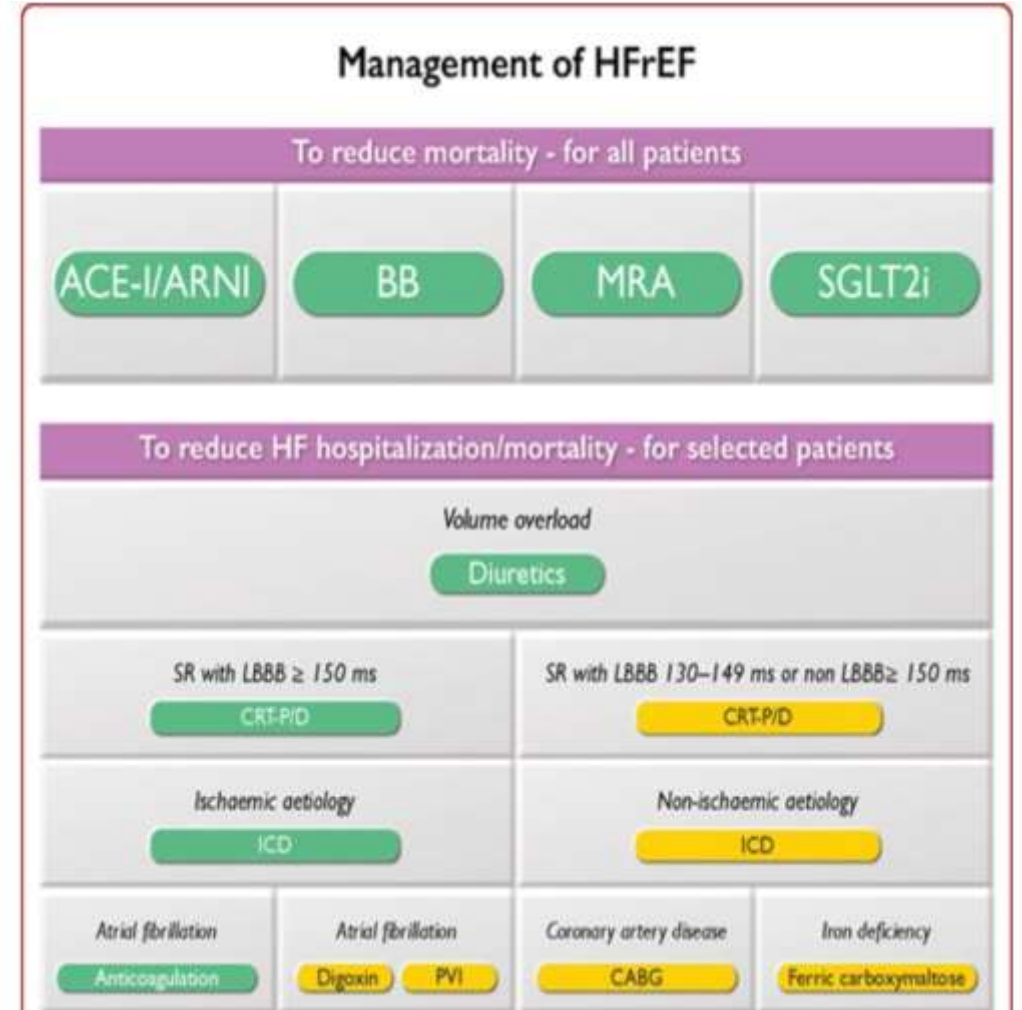 Management of HFrEF
To reduce mortality - for all patients
ACE-I/ARNI
BB
MRA
SGLT2i
To reduce HF hospitalization/mortality - for selected patients
Volume overload
Diuretics
SR with LBBB ≥ 150 ms
CRT-P/D
SR with LBBB 130–149 ms or non LBBB≥ 150 ms
CRT-P/D
Ischaemic aetiology
ICD
Non-ischaemic aetiology
ICD
Atrial fibrillation
Anticoagulation
Atrial fibrillation
Digoxin
PVI
Coronary artery disease
CABG
Iron deficiency
Ferric carboxymaltose